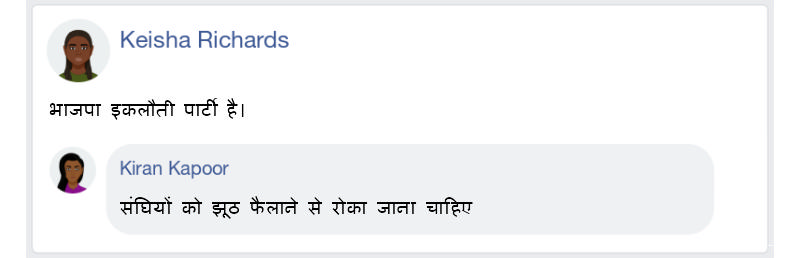 Keisha Richards
भाजपा इकलौती पार्टी है।
Kiran Kapoor
संघियों को झूठ फैलाने से रोका जाना चाहिए